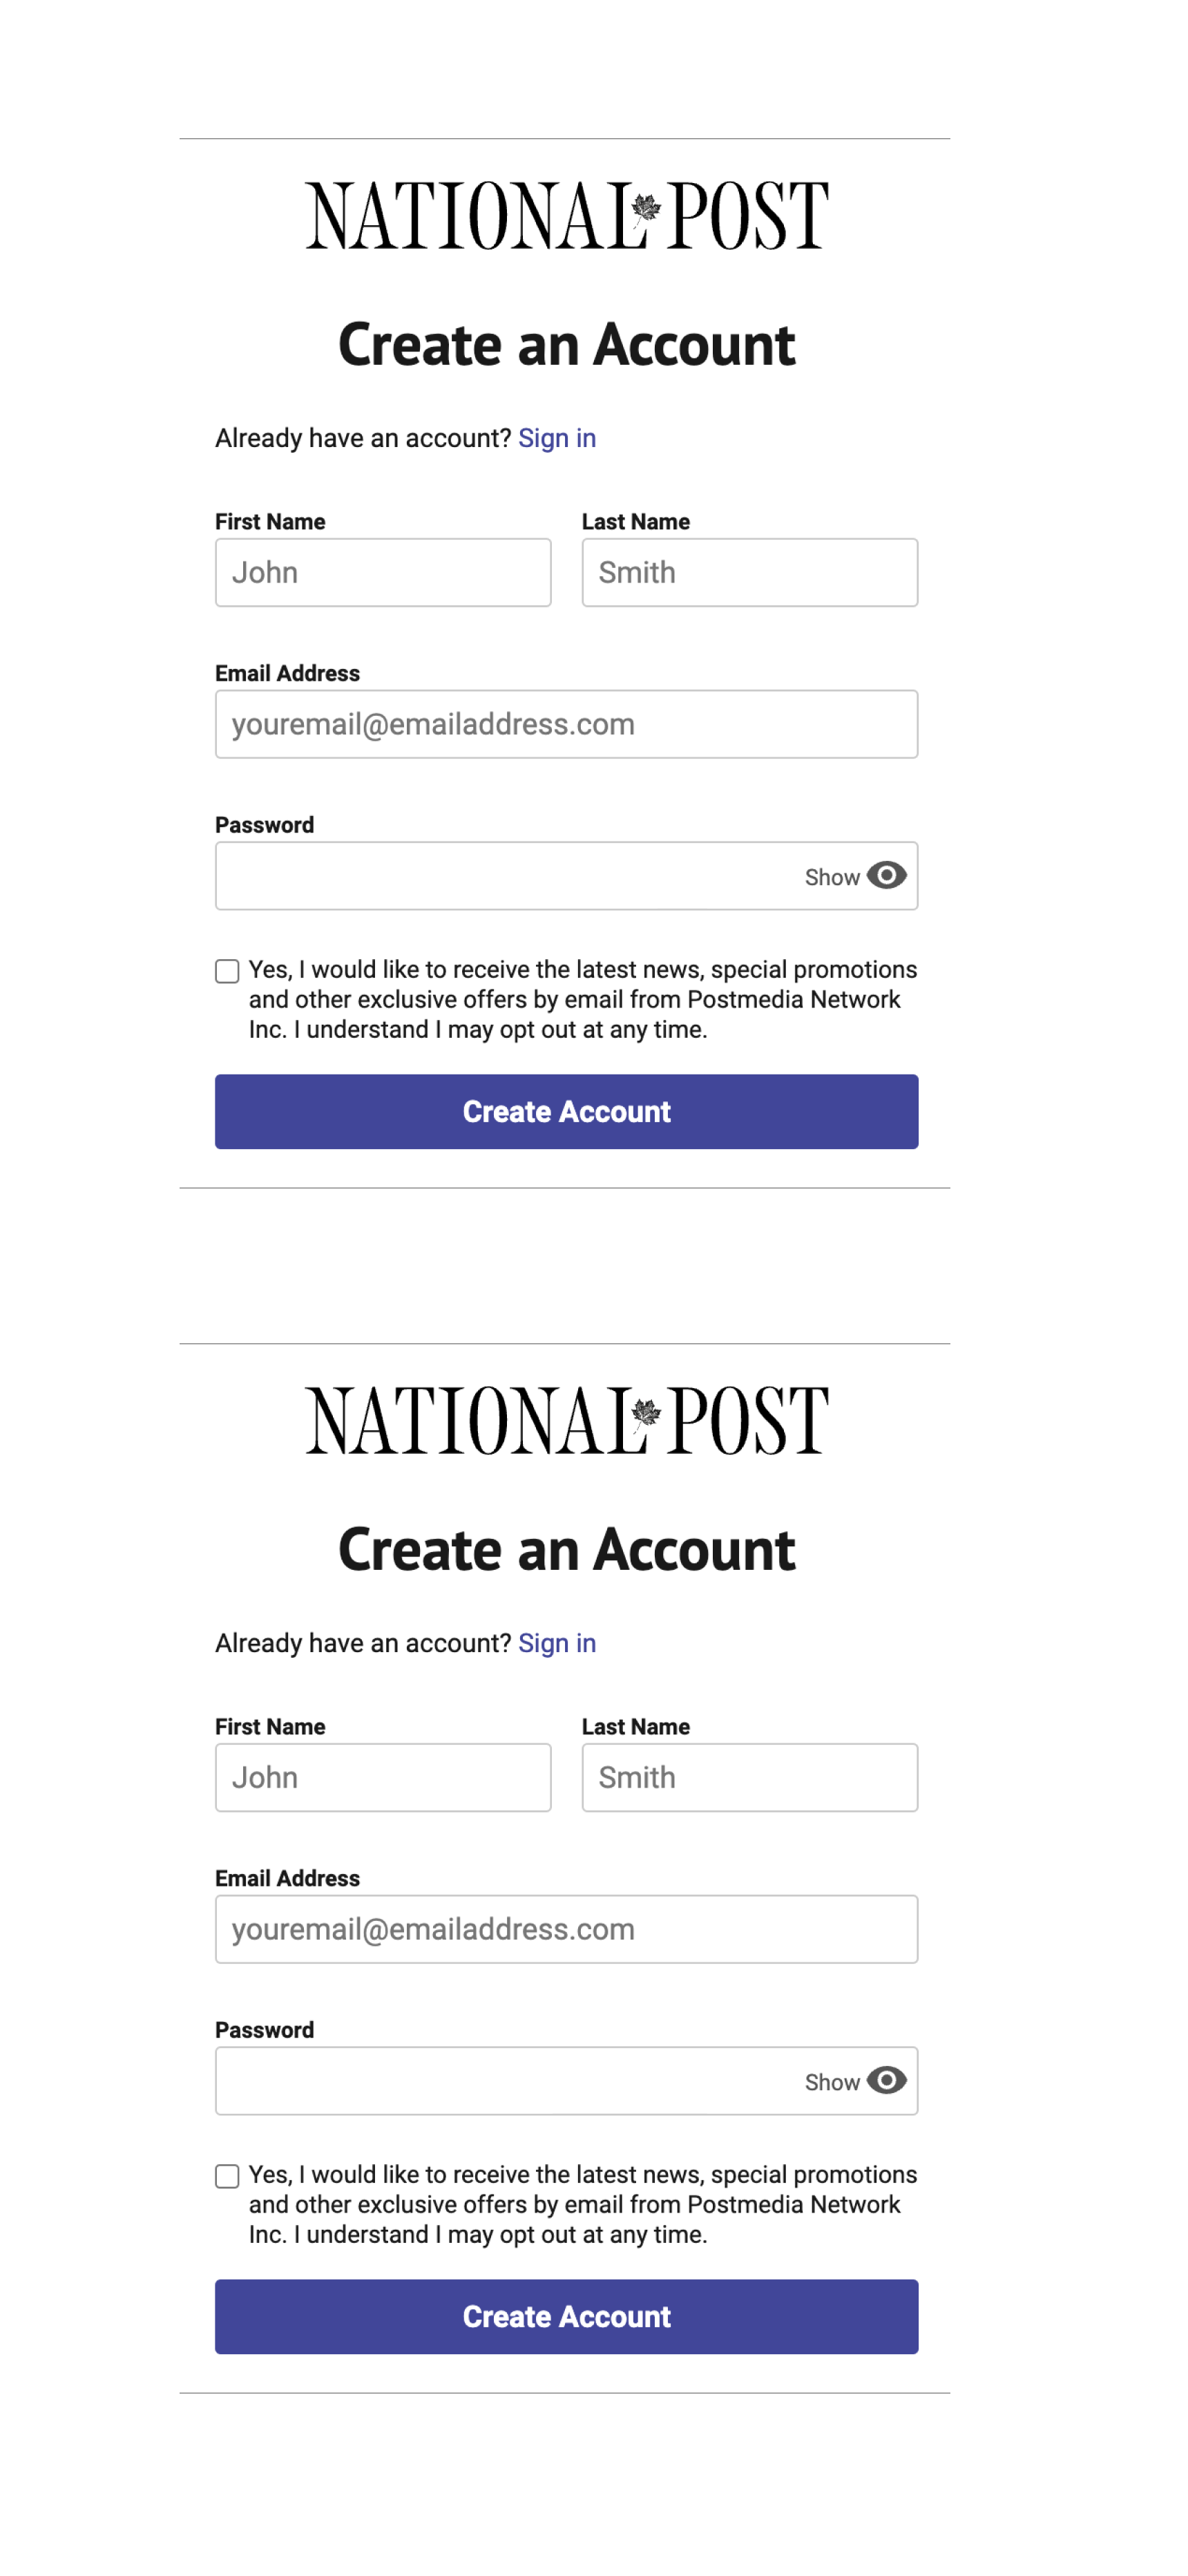 NATIONAL POST
Create an Account
Already have an account? Sign in
First Name Last Name
John Smith
Email Address
youremail@emailaddress.com
Password
Show
Yes, I would like to receive the latest news, special promotions
and other exclusive offers by email from Postmedia Network
Inc. I understand I may opt out at any time.
Create Account
NATIONAL POST
Create an Account
Already have an account? Sign in
First Name Last Name
John Smith
Email Address
youremail@emailaddress.com
Password
Show
Yes, I would like to receive the latest news, special promotions
and other exclusive offers by email from Postmedia Network
Inc. I understand I may opt out at any time.
Create Account